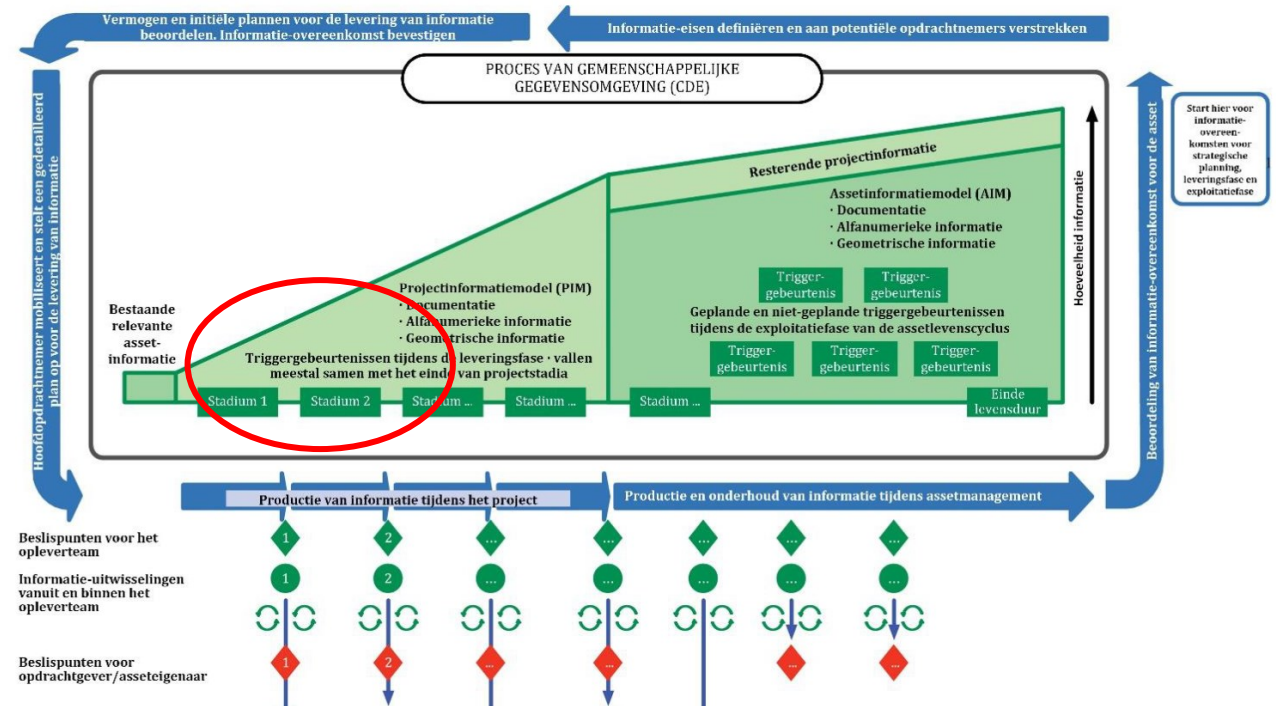 Vermogen en initiële plannen voor de levering van informatie
beoordelen. Informatie-overeenkomst bevestigen
Informatie-eisen definiëren en aan potentiële opdrachtnemers verstrekken
Hoofdopdrachtnemer mobiliseert en stelt een gedetailleerd
plan op voor de levering van informatie
PROCES VAN GEMEENSCHAPPELIJKE
GEGEVENSOMGEVING (CDE)
Beoordeling van informatie-overeenkomst voor de asset
Start hier voor
informatie-
overeen-
komsten voor
strategische
planning,
leveringsfase en
exploitatiefase
Hoeveelheid informatie
Resterende projectinformatie
Assetinformatiemodel (AIM)
· Documentatie
· Alfanumerieke informatie
· Geometrische informatie
Trigger-
gebeurtenis
Trigger-
gebeurtenis
Geplande en niet-geplande triggergebeurtenissen
tijdens de exploitatiefase van de assetlevenscyclus
Trigger-
gebeurtenis
Trigger-
gebeurtenis
Trigger-
gebeurtenis
Bestaande
relevante
asset-
informatie
Projectinformatiemodel (PIM)
· Documentatie
· Alfanumerieke informatie
· Geometrische informatie
Triggergebeurtenissen tijdens de leveringsfase · vallen
meestal samen met het einde van projectstadia
Stadium 1
Stadium 2
Stadium ...
Stadium ...
Stadium ...
Einde
levensduur
Productie van informatie tijdens het project
Productie en onderhoud van informatie tijdens assetmanagement
Beslispunten voor het
opleverteam
1 2 ... ... ... ... ...
Informatie-uitwisselingen
vanuit en binnen het
opleverteam
1 2 ... ... ... ... ...
Beslispunten voor
opdrachtgever/asseteigenaar
1 2 ... ... ... ...